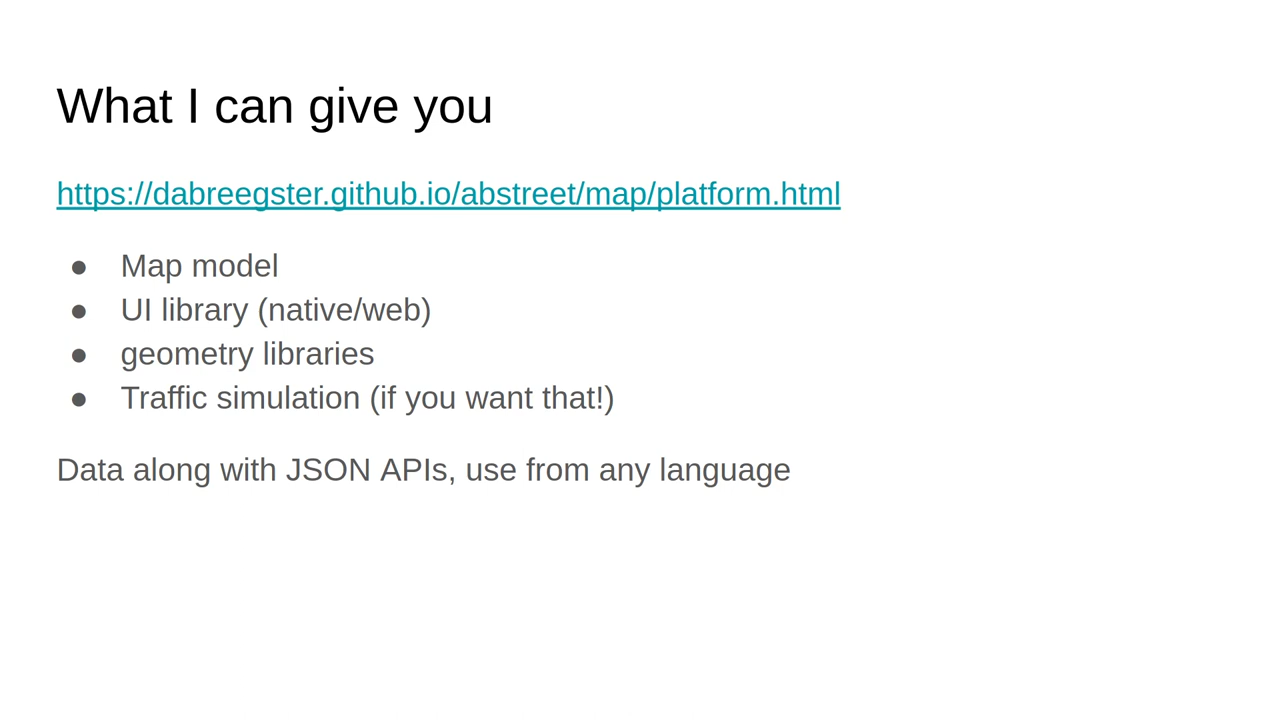 What I can give you
https://dabreegster.github.io/abstreet/map/platform.html
● Map model
● UI library (native/web)
● geometry libraries
● Traffic simulation (if you want that!)
Data along with JSON APIs, use from any language